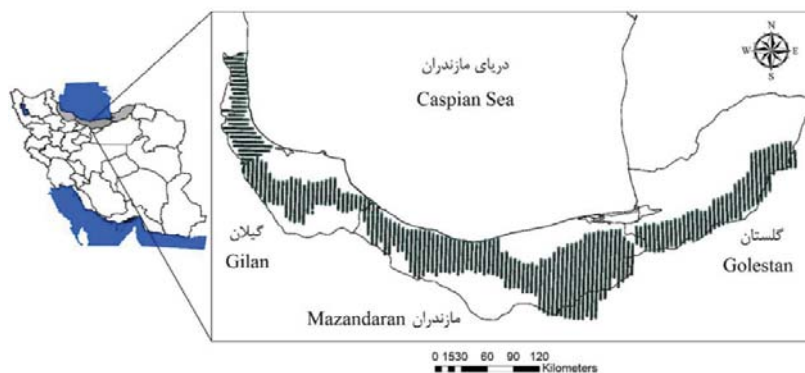 N
W E
S
دریای مازندران
Caspian Sea
گیلان
Gilan
گلستان
Golestan
Mazandaran مازندران
0 1530 60 90 120
Kilometers